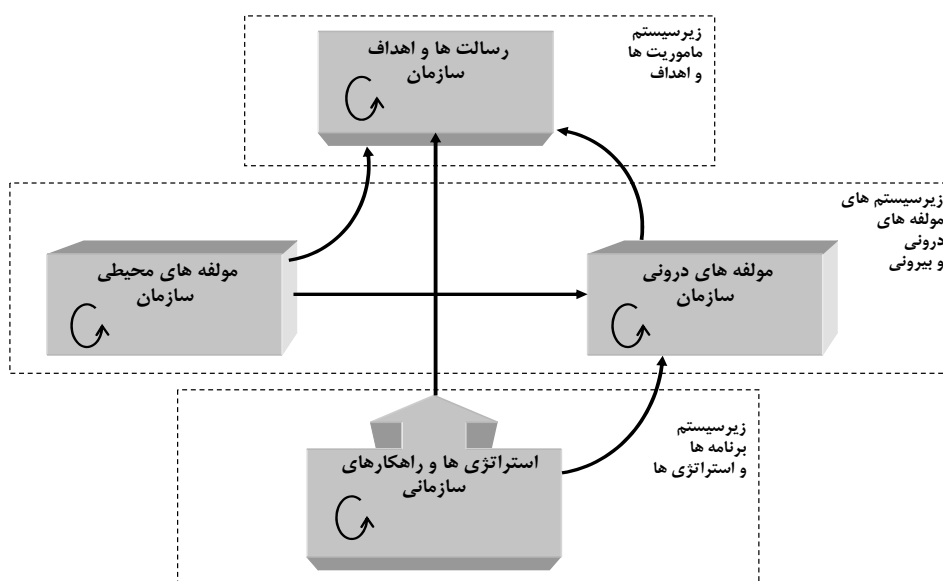 رسالت ها و اهداف
سازمان
زیرسیستم
ماموریت ها
و اهداف
زیرسیستم های
مولفه های
درونی
و بیرونی
مولفه های درونی
سازمان
مولفه های محیطی
سازمان
زیرسیستم
برنامه ها
و استراتژی ها
استراتژی ها و راهکارهای
سازمانی